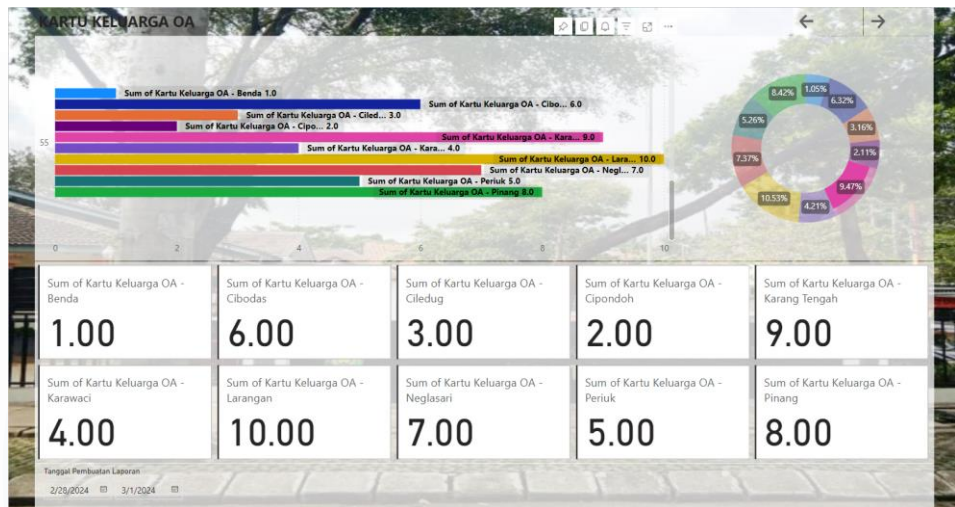 KARTU KELUARGA OA
Sum of Kartu Keluarga OA - Benda 1.0
Sum of Kartu Keluarga OA - Cibo... 6.0
Sum of Kartu Keluarga OA - Ciled... 3.0
Sum of Kartu Keluarga OA - Cipo... 2.0
Sum of Kartu Keluarga OA - Kara... 9.0
Sum of Kartu Keluarga OA - Kara... 4.0
55
Sum of Kartu Keluarga OA - Lara... 10.0
Sum of Kartu Keluarga OA - Negl... 7.0
Sum of Kartu Keluarga OA - Periuk 5.0
Sum of Kartu Keluarga OA - Pinang 8.0
0 2 4 6 8 10
8.42% 1.05%
6.32%
5.26%
3.16%
7.37%
2.11%
10.53%
9.47%
4.21%
Sum of Kartu Keluarga OA -
Benda
1.00
Sum of Kartu Keluarga OA -
Cibodas
6.00
Sum of Kartu Keluarga OA -
Ciledug
3.00
Sum of Kartu Keluarga OA -
Cipondoh
2.00
Sum of Kartu Keluarga OA -
Karang Tengah
9.00
Sum of Kartu Keluarga OA -
Karawaci
4.00
Sum of Kartu Keluarga OA -
Larangan
10.00
Sum of Kartu Keluarga OA -
Neglasari
7.00
Sum of Kartu Keluarga OA -
Periuk
5.00
Sum of Kartu Keluarga OA -
Pinang
8.00
Tanggal Pembuatan Laporan
2/28/2024 3/1/2024